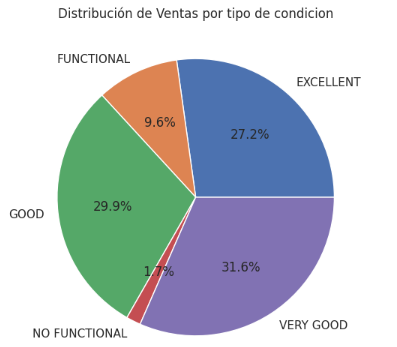 Distribución de Ventas por tipo de condicion
FUNCTIONAL
EXCELLENT
9.6%
27.2%
GOOD
29.9%
1.7%
31.6%
NO FUNCTIONAL
VERY GOOD